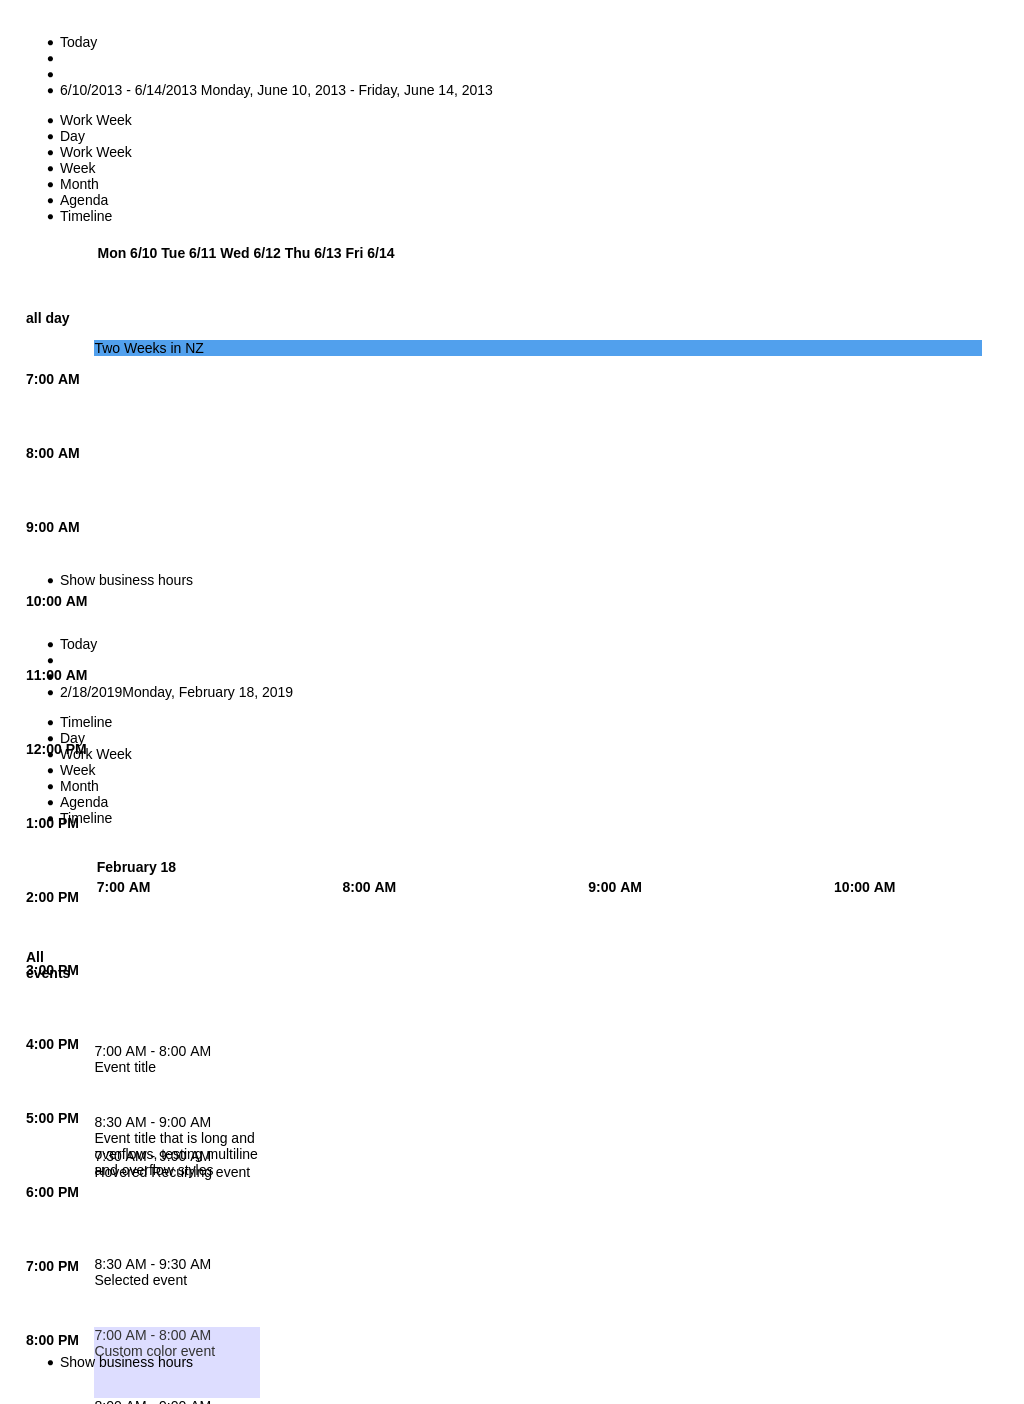 Today
6/10/2013 - 6/14/2013 Monday, June 10, 2013 - Friday, June 14, 2013
Work Week
Day
Work Week
Week
Month
Agenda
Timeline
Mon 6/10 Tue 6/11 Wed 6/12 Thu 6/13 Fri 6/14
all day
Two Weeks in NZ
7:00 AM
8:00 AM
9:00 AM
Show business hours
10:00 AM
Today
11:00 AM
2/18/2019Monday, February 18, 2019
Timeline
Day
12:00 PM
Work Week
Week
Month
Agenda
Timeline
1:00 PM
February 18
7:00 AM 8:00 AM 9:00 AM 10:00 AM
2:00 PM
All
events
3:00 PM
4:00 PM
7:00 AM - 8:00 AM
Event title
5:00 PM
8:30 AM - 9:00 AM
Event title that is long and
overflows, testing multiline
and overflow styles
7:30 AM - 9:00 AM
Hovered Recurring event
6:00 PM
7:00 PM
8:30 AM - 9:30 AM
Selected event
8:00 PM
7:00 AM - 8:00 AM
Custom color event
Show business hours